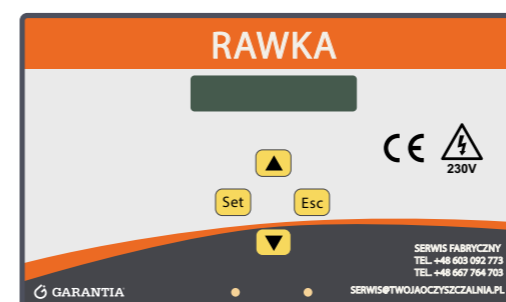 RAWKA
CE
230V
Set
Esc
SERWIS FABRYCZNY
TEL. +48 603 092 773
TEL. +48 667 764 703
GARANTIA
SERWIS@TWOJAOCZYSZCZALNIA.PL